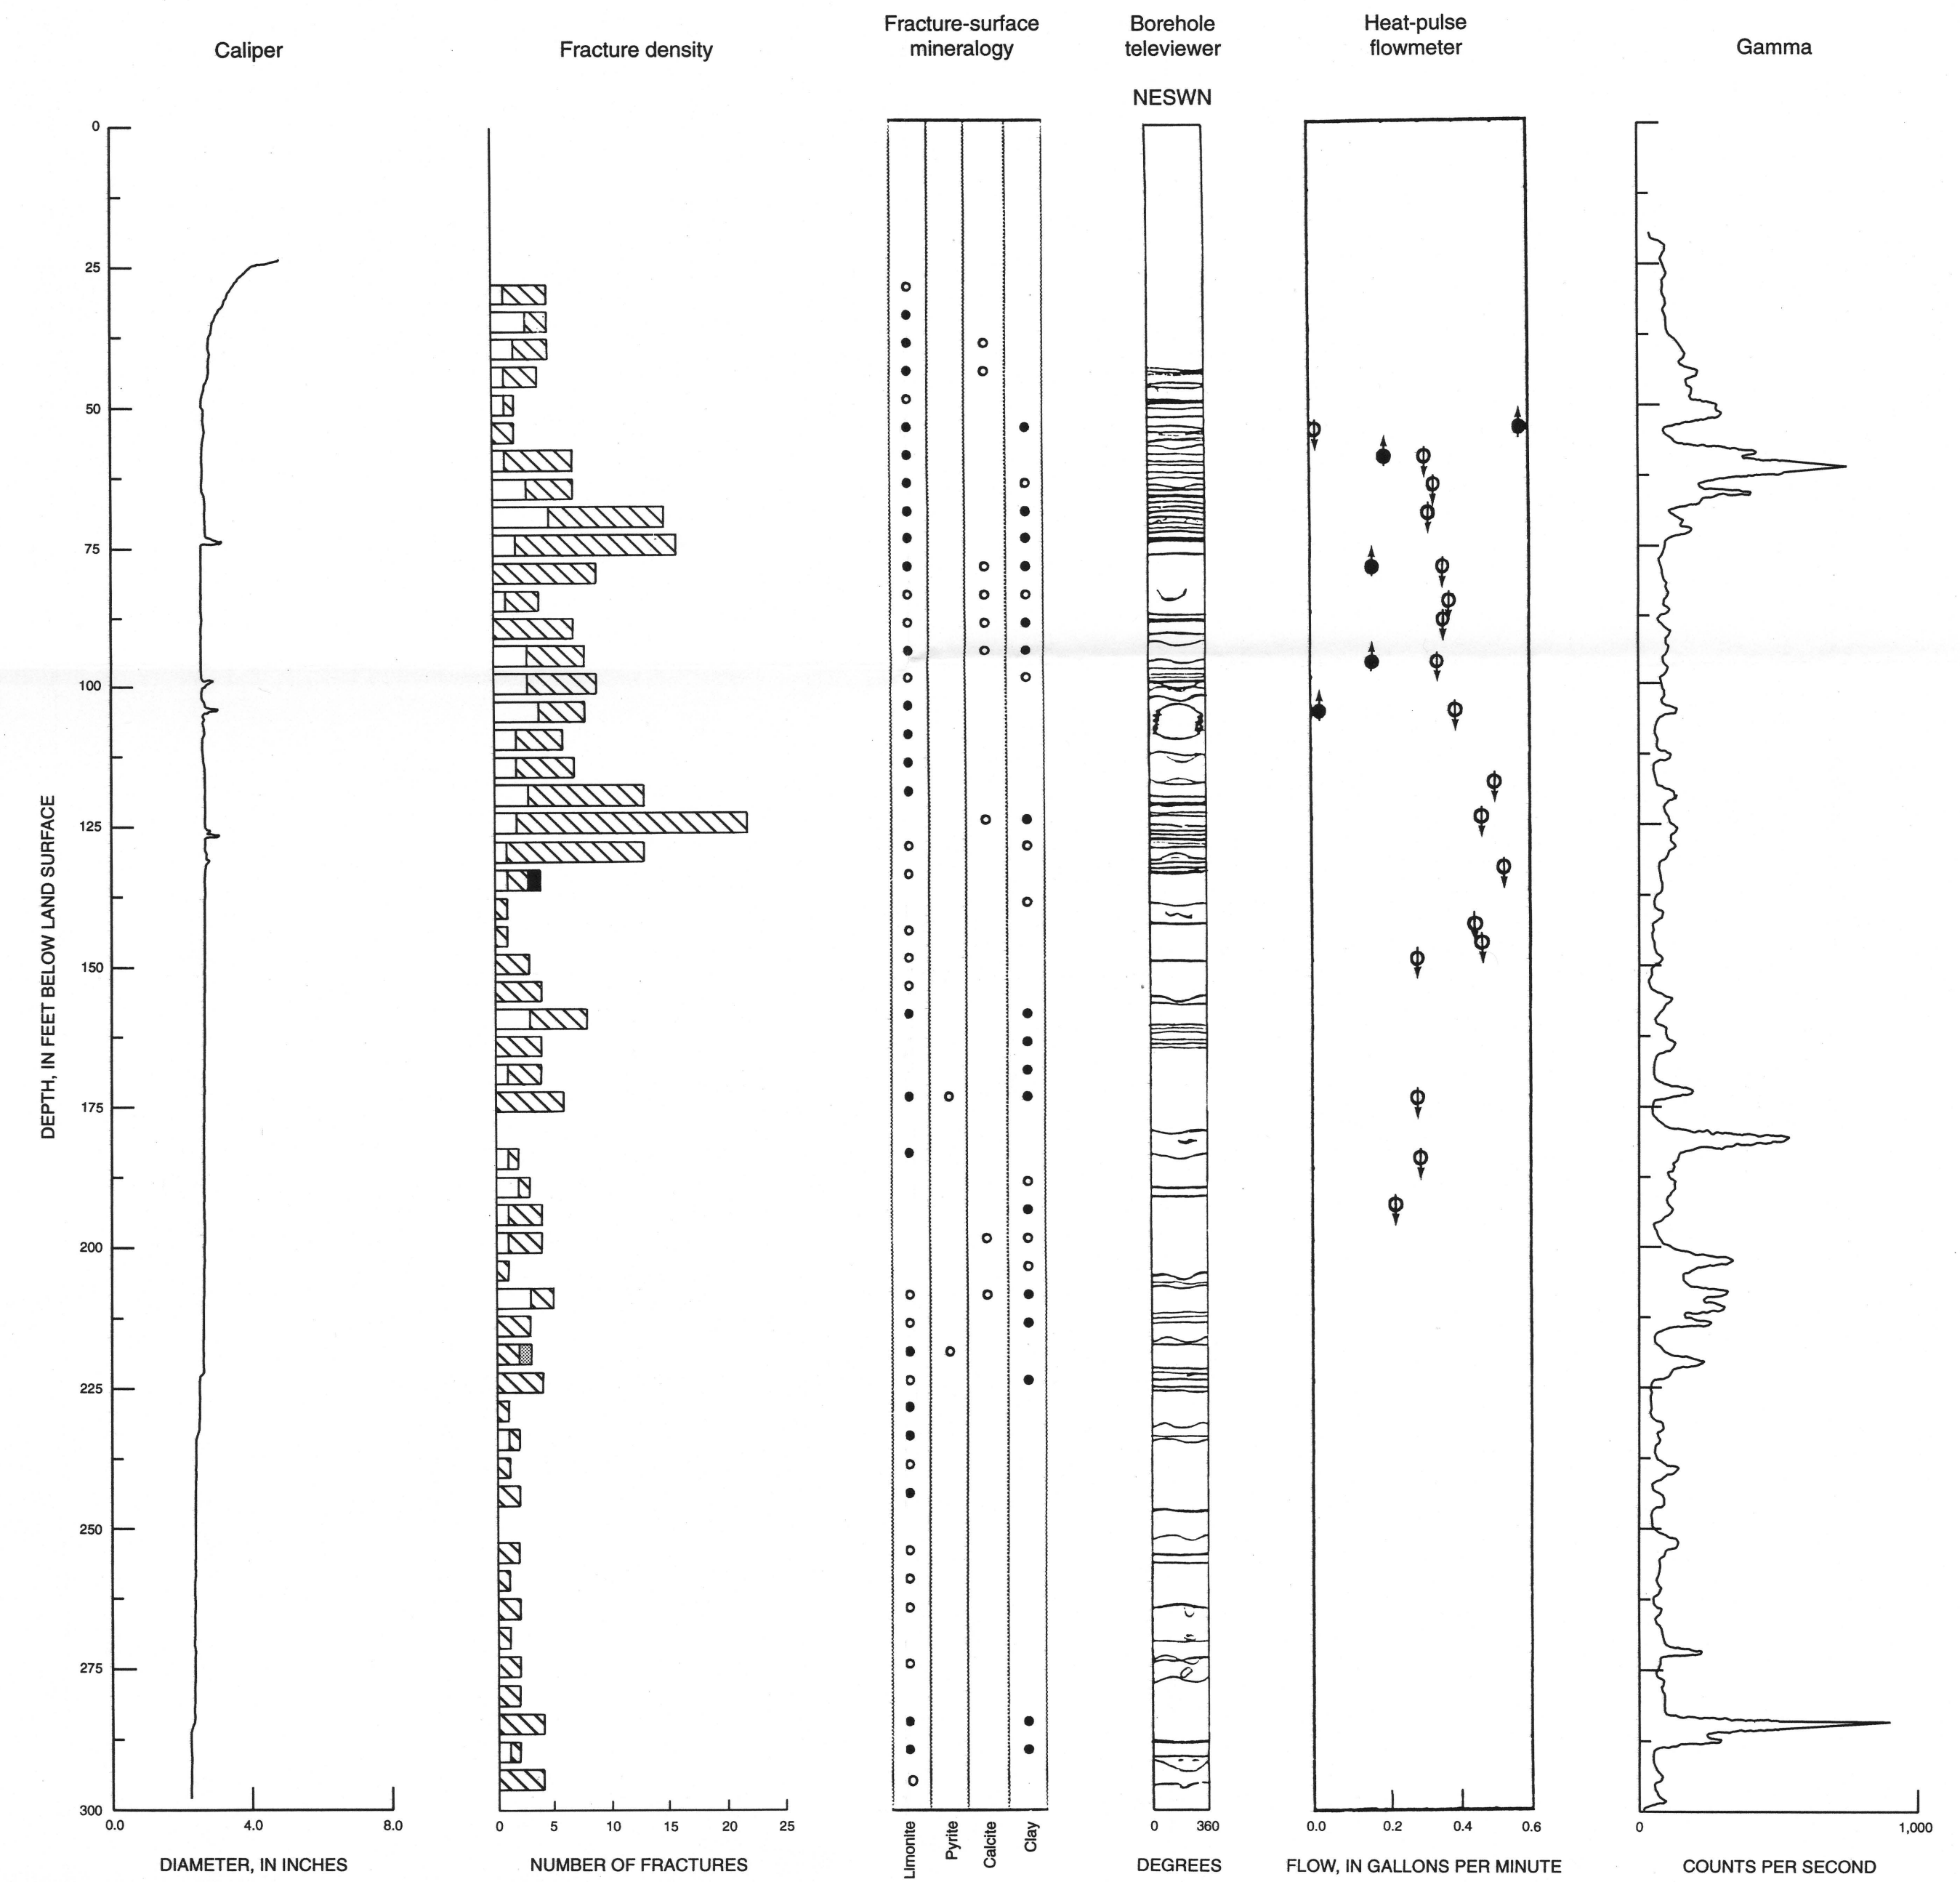 Caliper
Fracture density
Fracture-surface
mineralogy
Borehole
televiewer
Heat-pulse
flowmeter
Gamma
NESWN
DEPTH, IN FEET BELOW LAND SURFACE
0
25
50
75
100
125
150
175
200
225
250
275
300
0.0 4.0 8.0
DIAMETER, IN INCHES
0 5 10 15 20 25
NUMBER OF FRACTURES
Limonite
Pyrite
Calcite
Clay
0 360
DEGREES
0.0 0.2 0.4 0.6
FLOW, IN GALLONS PER MINUTE
0 1,000
COUNTS PER SECOND